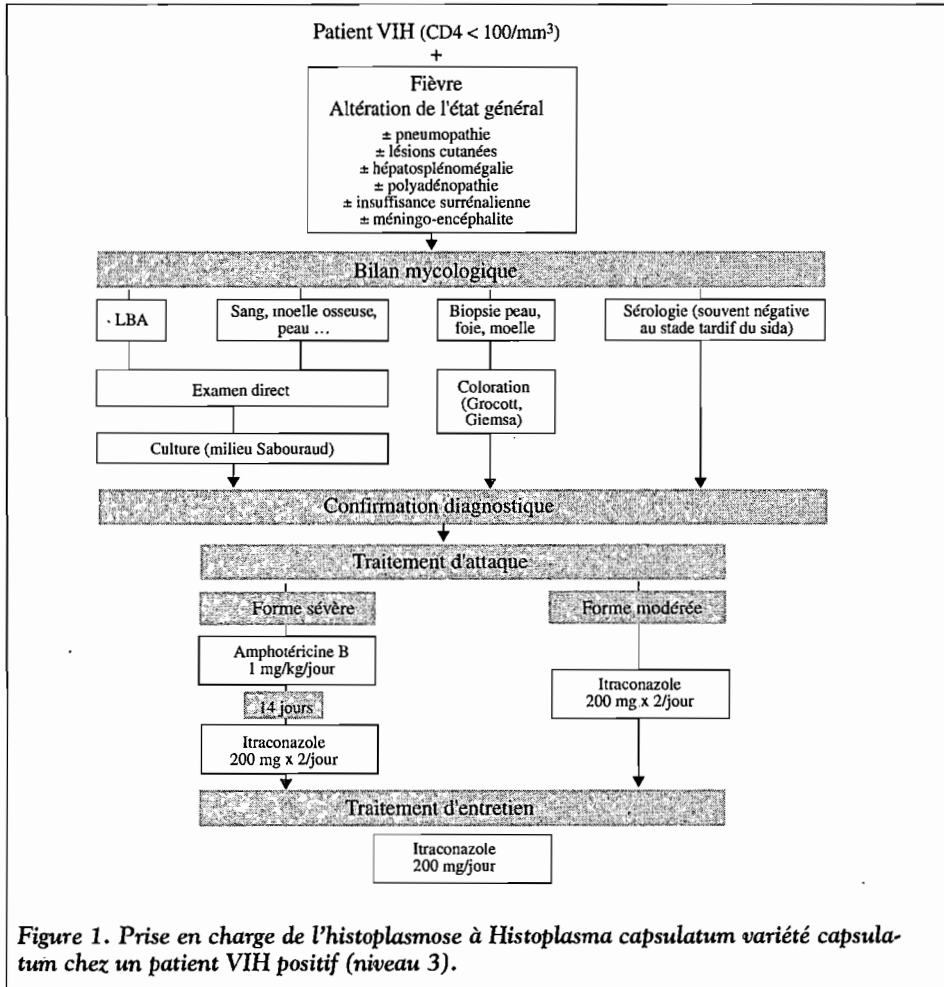 Patient VIH (CD4 < 100/mm³)
+
Fièvre
Altération de l'état général
± pneumopathie
± lésions cutanées
± hépatosplénomégalie
± polyadénopathie
± insuffisance surrénalienne
± méningo-encéphalite
Bilan mycologique
LBA
Sang, moelle osseuse,
peau ...
Biopsie peau,
foie, moelle
Sérologie (souvent négative
au stade tardif du sida)
Examen direct
Coloration
(Grocott,
Giemsa)
Culture (milieu Sabouraud)
Confirmation diagnostique
Traitement d'attaque
Forme sévère
Forme modérée
Amphotéricine B
1 mg/kg/jour
14 jours
Itraconazole
200 mg x 2/jour
Itraconazole
200 mg x 2/jour
Traitement d'entretien
Itraconazole
200 mg/jour
Figure 1. Prise en charge de l'histoplasmose à Histoplasma capsulatum variété capsula-
tum chez un patient VIH positif (niveau 3).